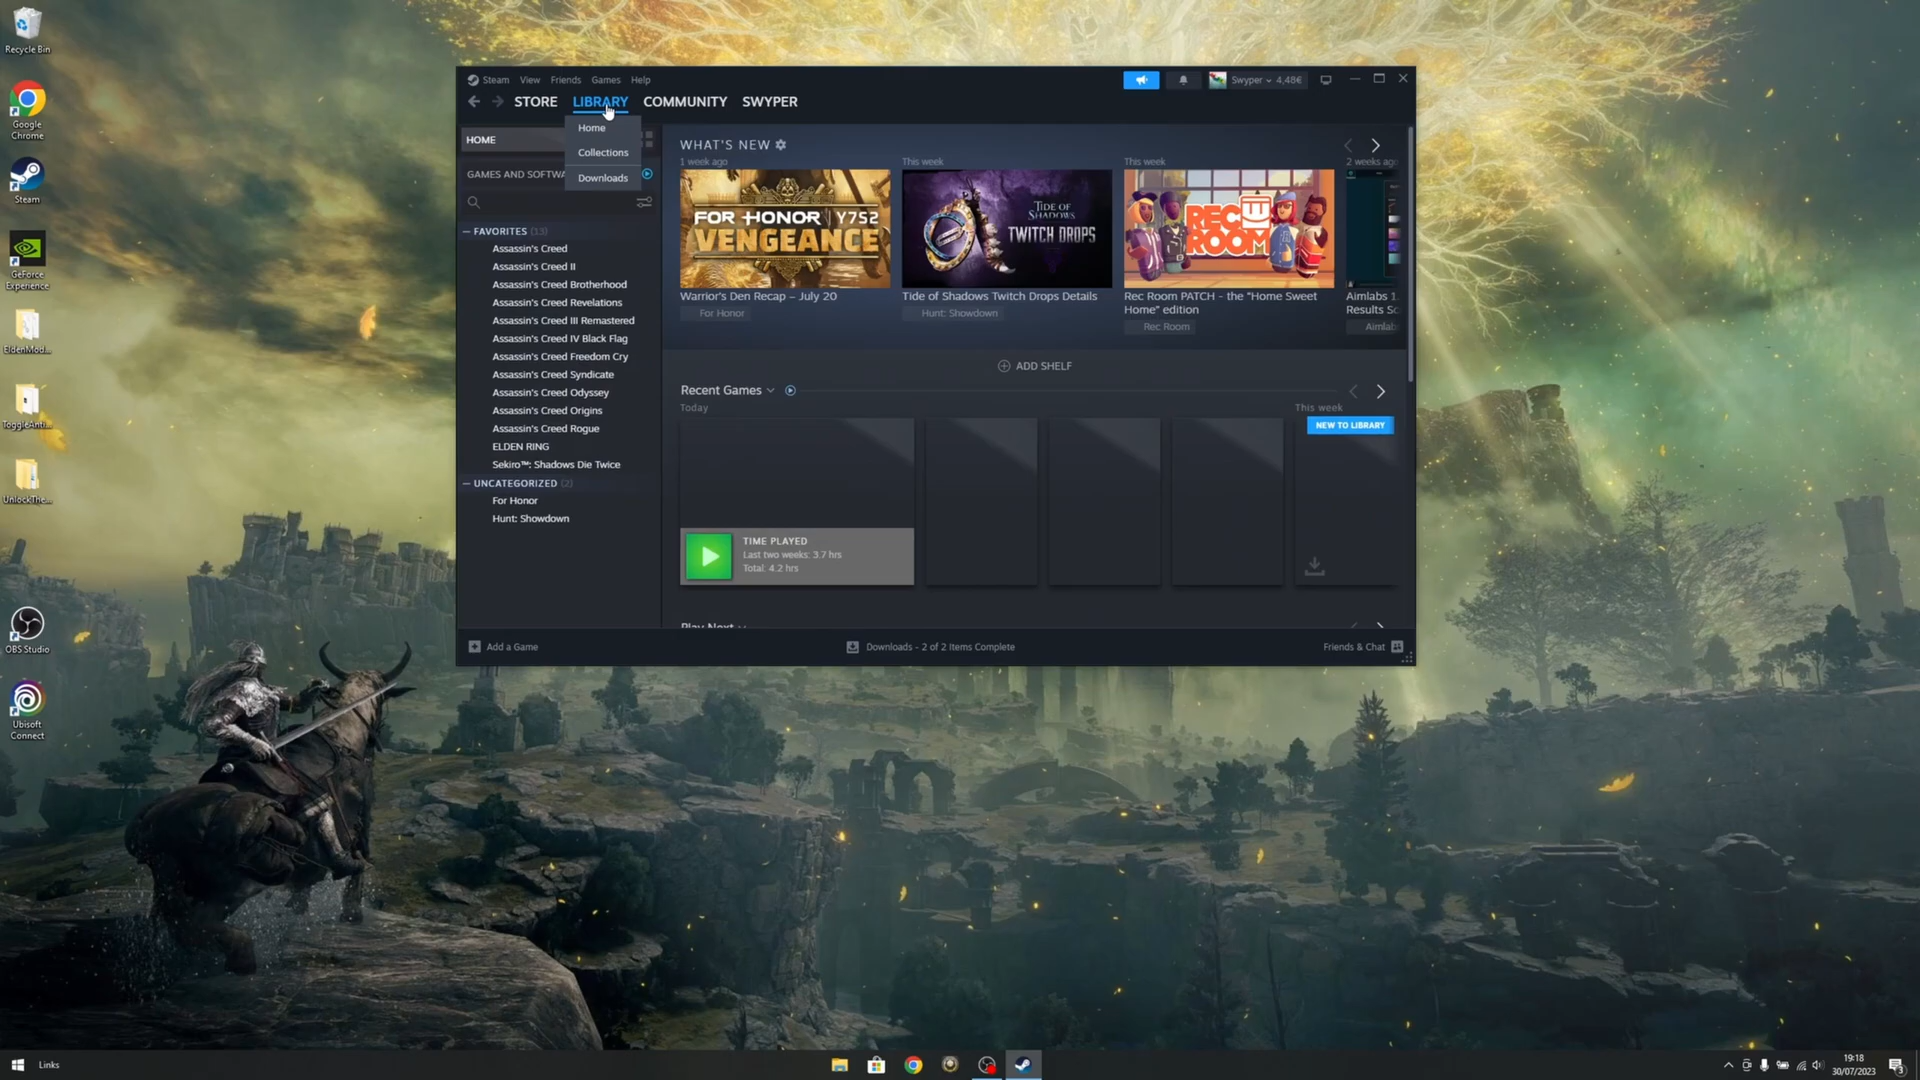 Recycle Bin
Google
Chrome
Steam
GeForce
Experience
EldenMod...
ToggleAnti...
UnlockThe...
OBS Studio
Ubisoft
Connect
Steam View Friends Games Help
Swyper 4,48€
STORE LIBRARY COMMUNITY SWYPER
Home
Collections
Downloads
HOME
GAMES AND SOFTWA
FAVORITES (13)
Assassin's Creed
Assassin's Creed II
Assassin's Creed Brotherhood
Assassin's Creed Revelations
Assassin's Creed III Remastered
Assassin's Creed IV Black Flag
Assassin's Creed Freedom Cry
Assassin's Creed Syndicate
Assassin's Creed Odyssey
Assassin's Creed Origins
Assassin's Creed Rogue
ELDEN RING
Sekiro™: Shadows Die Twice
UNCATEGORIZED (2)
For Honor
Hunt: Showdown
WHAT'S NEW
1 week ago
FOR HONOR Y7S2
VENGEANCE
Warrior's Den Recap – July 20
For Honor
This week
TIDE OF
SHADOWS
TWITCH DROPS
Tide of Shadows Twitch Drops Details
Hunt: Showdown
This week
REC
ROOM
Rec Room PATCH - the "Home Sweet
Home" edition
Rec Room
2 weeks ago
Aimlabs 1.
Results Sc
Aimlab
ADD SHELF
Recent Games
Today
This week
NEW TO LIBRARY
TIME PLAYED
Last two weeks: 3.7 hrs
Total: 4.2 hrs
Play Next
Add a Game
Downloads - 2 of 2 Items Complete
Friends & Chat
Links
19:18
30/07/2023
3